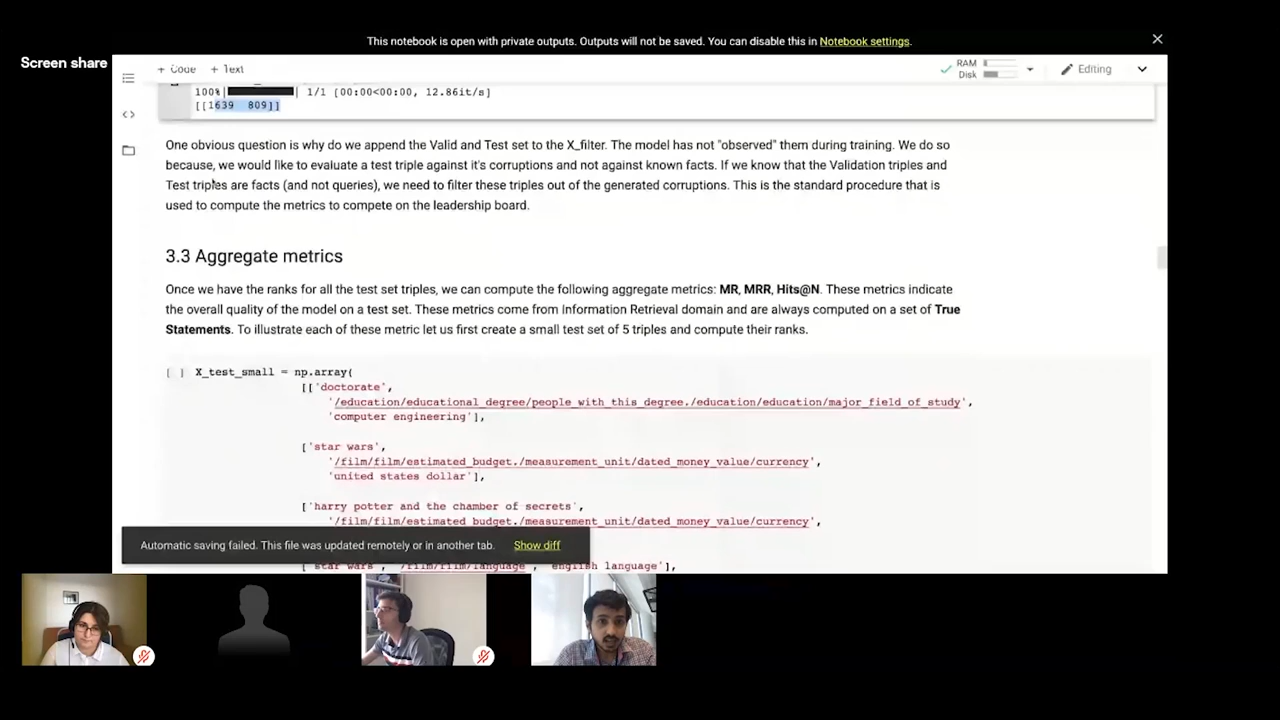 This notebook is open with private outputs. Outputs will not be saved. You can disable this in Notebook settings.
Screen share
+ Code + Text
RAM
Disk
Editing
100%| | 1/1 [00:00<00:00, 12.86it/s]
[[1639 809]]
One obvious question is why do we append the Valid and Test set to the X_filter. The model has not "observed" them during training. We do so
because, we would like to evaluate a test triple against it's corruptions and not against known facts. If we know that the Validation triples and
Test triples are facts (and not queries), we need to filter these triples out of the generated corruptions. This is the standard procedure that is
used to compute the metrics to compete on the leadership board.
3.3 Aggregate metrics
Once we have the ranks for all the test set triples, we can compute the following aggregate metrics: MR, MRR, Hits@N. These metrics indicate
the overall quality of the model on a test set. These metrics come from Information Retrieval domain and are always computed on a set of True
Statements. To illustrate each of these metric let us first create a small test set of 5 triples and compute their ranks.
[ ] X_test_small = np.array(
[['doctorate',
'/education/educational_degree/people_with_this_degree./education/education/major_field_of_study',
'computer engineering'],
['star wars',
'/film/film/estimated_budget./measurement_unit/dated_money_value/currency',
'united states dollar'],
['harry potter and the chamber of secrets',
'/film/film/estimated_budget./measurement_unit/dated_money_value/currency',
Automatic saving failed. This file was updated remotely or in another tab. Show diff
['star wars', '/film/film/language', 'english language'],